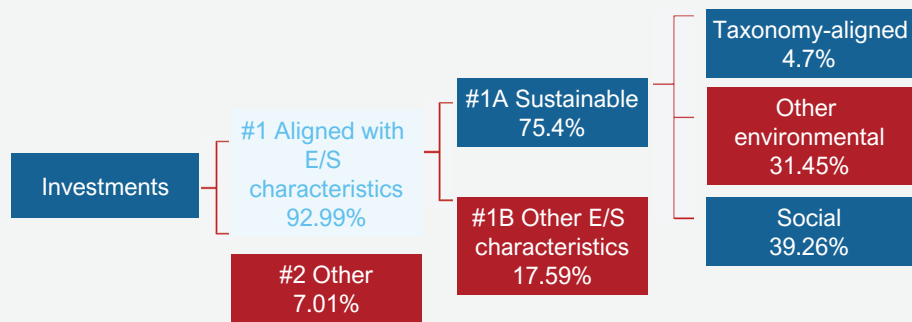 Investments
#1 Aligned with
E/S
characteristics
92.99%
#2 Other
7.01%
#1A Sustainable
75.4%
#1B Other E/S
characteristics
17.59%
Taxonomy-aligned
4.7%
Other
environmental
31.45%
Social
39.26%